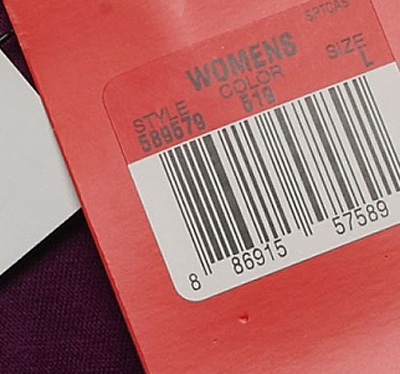 SPTCAS
WOMENS
STYLE COLOR SIZE
589579 519 L
8 86915 57589